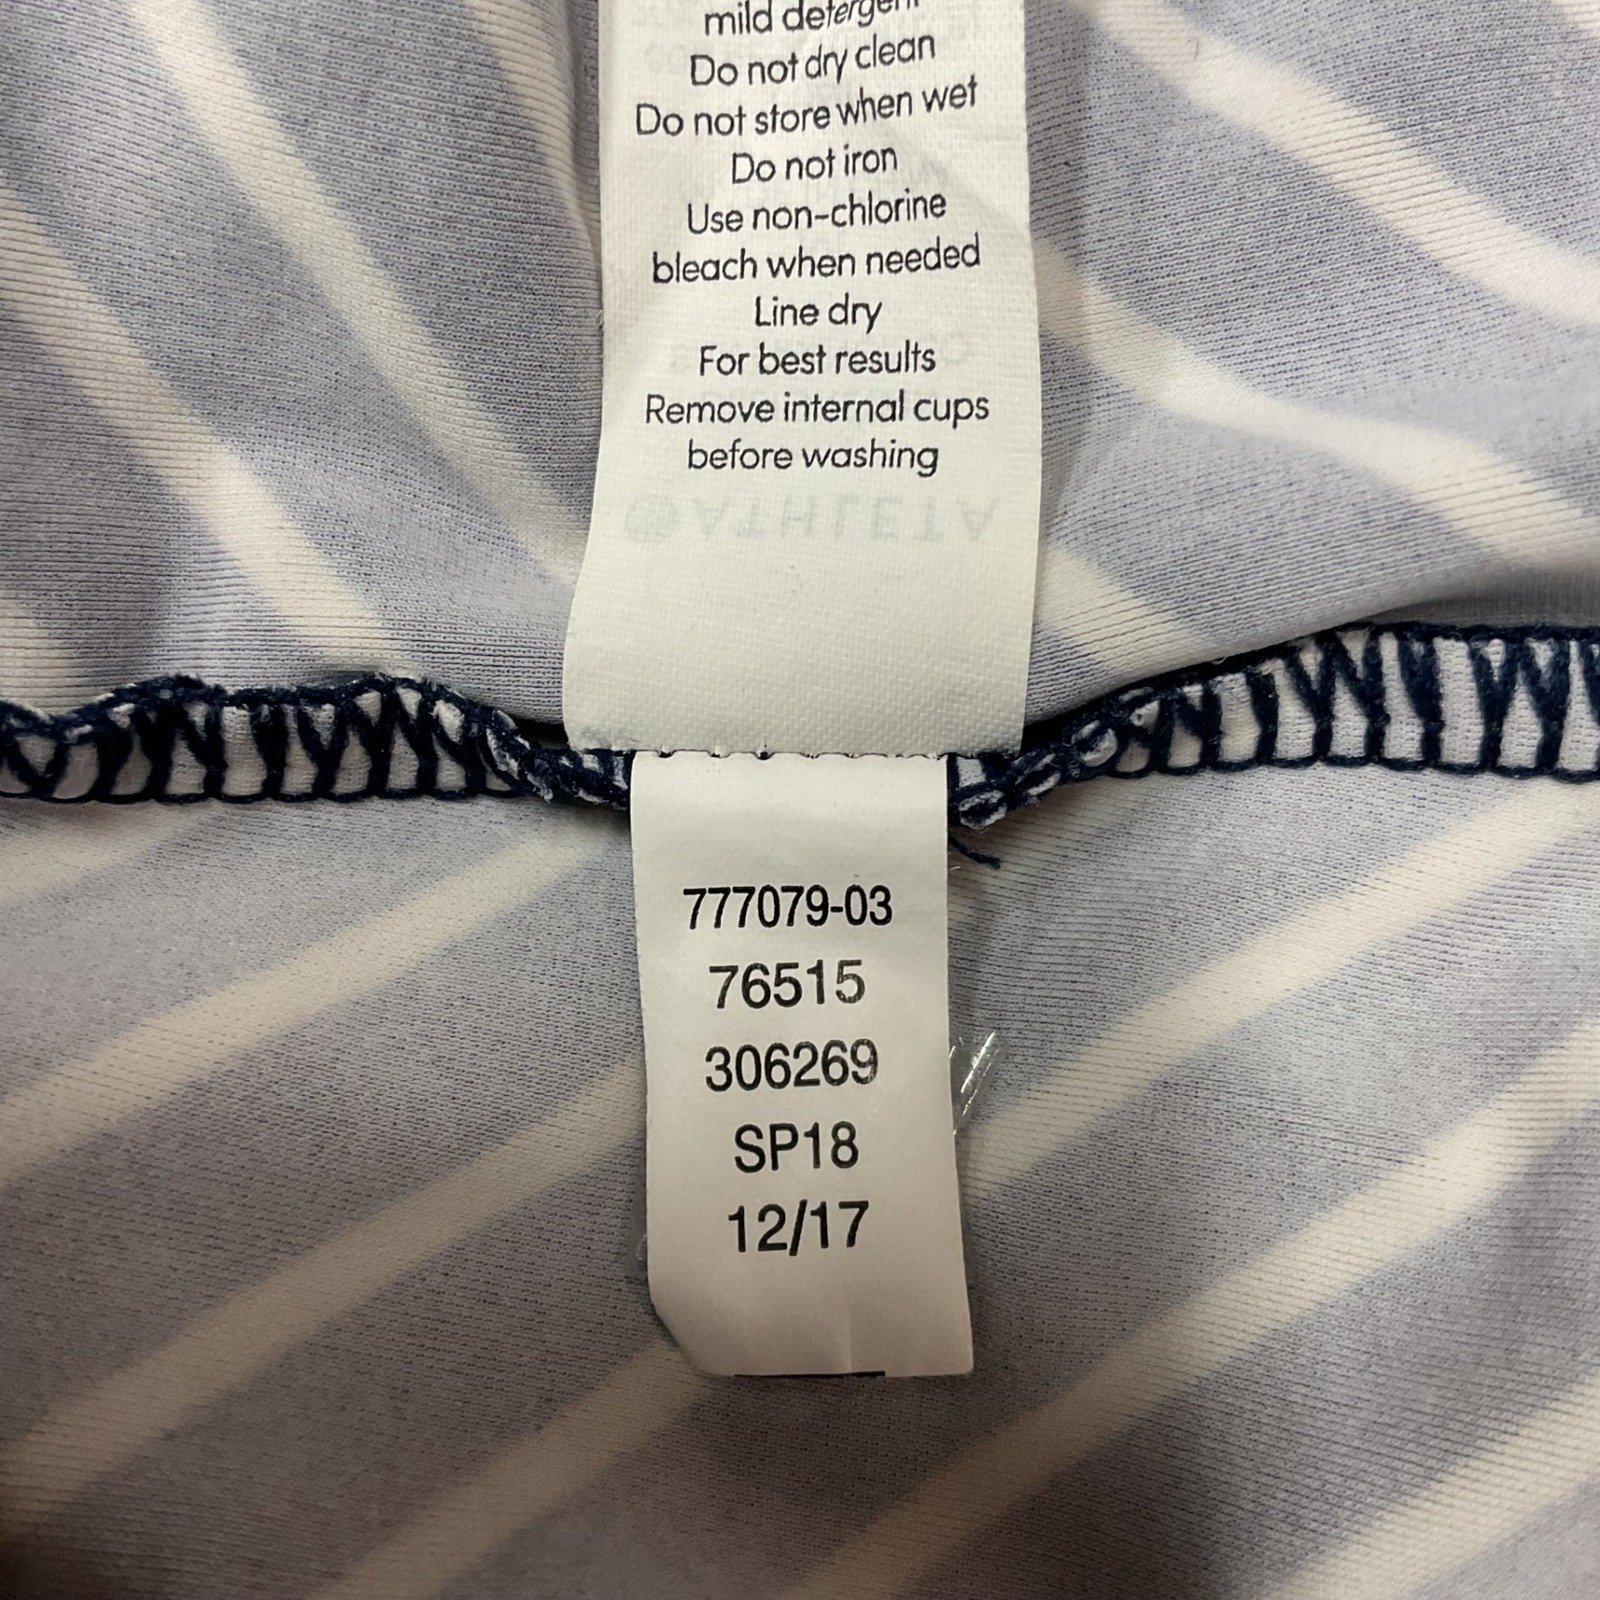 mild detergent
Do not dry clean
Do not store when wet
Do not iron
Use non-chlorine
bleach when needed
Line dry
For best results
Remove internal cups
before washing
ATHLETA
777079-03
76515
306269
SP18
12/17